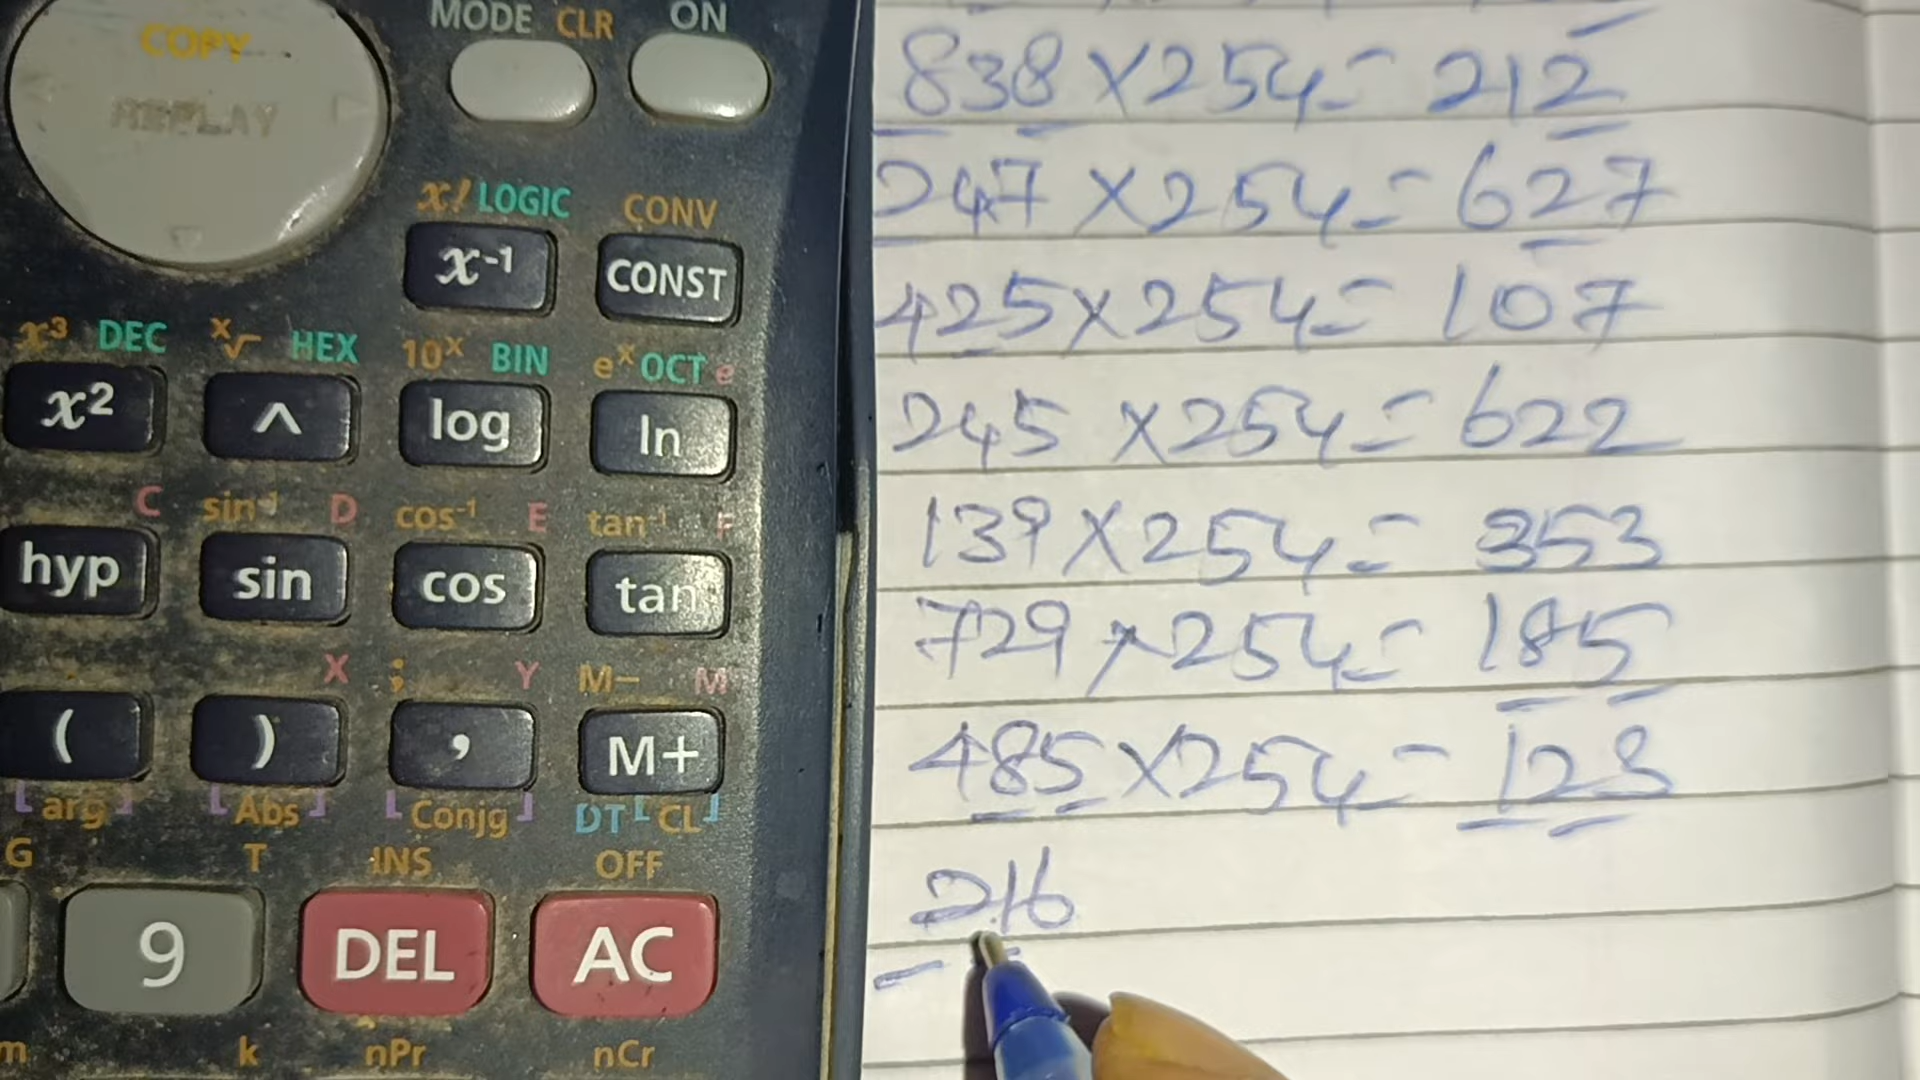 COPY
REPLAY
MODE CLR ON
x! LOGIC CONV
x⁻¹ CONST
x³ DEC ˣ√ HEX 10ˣ BIN eˣ OCT e
x² ^ log ln
C sin⁻¹ D cos⁻¹ E tan⁻¹ F
hyp sin cos tan
X ; Y M− M
( ) , M+
[arg] [Abs] [Conjg] DT[CL]
G T INS OFF
9 DEL AC
m k nPr nCr
838×254=212
247×254=627
425×254=107
245×254=622
139×254=353
729×254=185
485×254=123
216